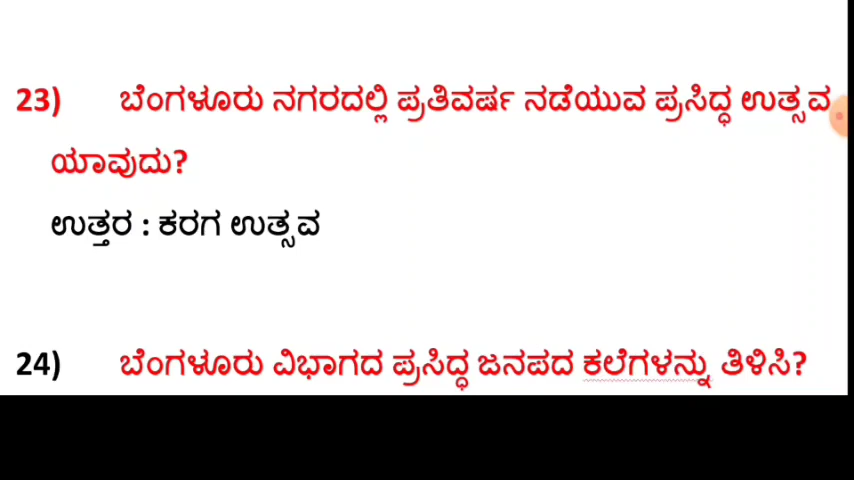 23) ಬೆಂಗಳೂರು ನಗರದಲ್ಲಿ ಪ್ರತಿವರ್ಷ ನಡೆಯುವ ಪ್ರಸಿದ್ಧ ಉತ್ಸವ
ಯಾವುದು?
ಉತ್ತರ : ಕರಗ ಉತ್ಸವ
24) ಬೆಂಗಳೂರು ವಿಭಾಗದ ಪ್ರಸಿದ್ಧ ಜನಪದ ಕಲೆಗಳನ್ನು ತಿಳಿಸಿ?